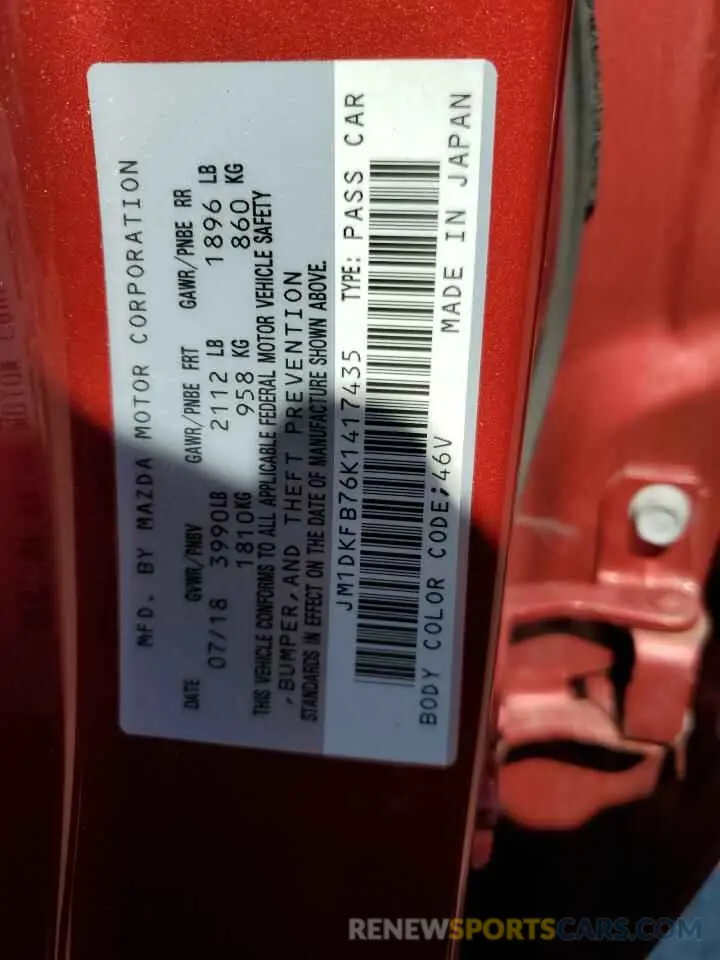 MFD. BY MAZDA MOTOR CORPORATION
DATE GVWR/PNBV GAWR/PNBE FRT GAWR/PNBE RR
07/18 3990LB 2112 LB 1896 LB
1810KG 958 KG 860 KG
THIS VEHICLE CONFORMS TO ALL APPLICABLE FEDERAL MOTOR VEHICLE SAFETY
, BUMPER, AND THEFT PREVENTION
STANDARDS IN EFFECT ON THE DATE OF MANUFACTURE SHOWN ABOVE.
JM1DKFB76K1417435 TYPE: PASS CAR
BODY COLOR CODE;46V MADE IN JAPAN
RENEWSPORTSCARS.COM